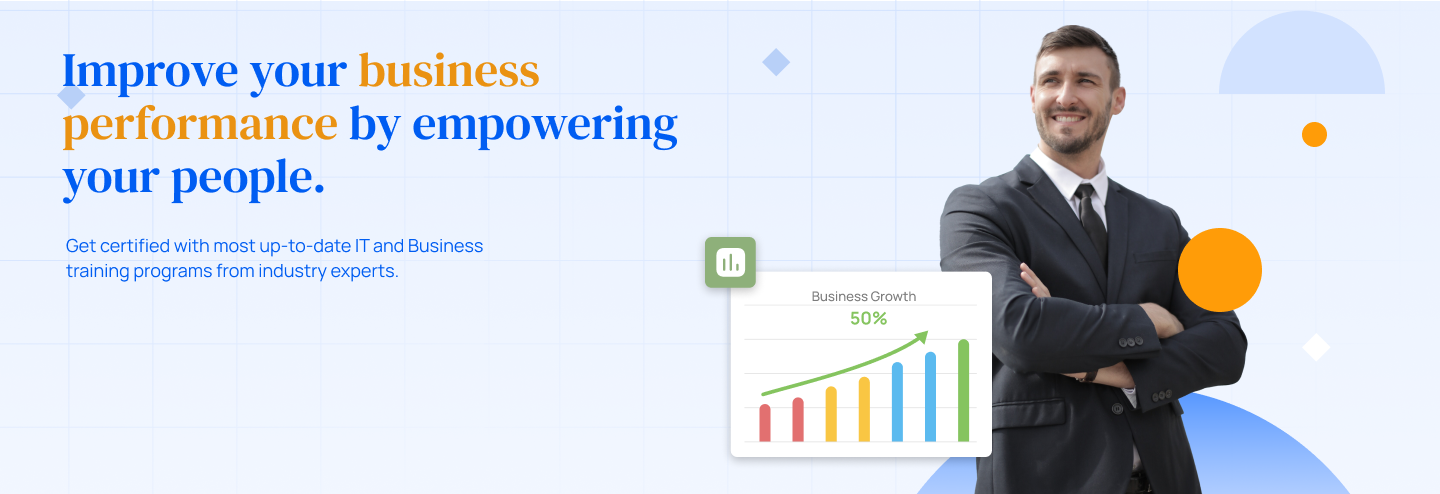 Improve your business
performance by empowering
your people.
Get certified with most up-to-date IT and Business
training programs from industry experts.
Business Growth
50%